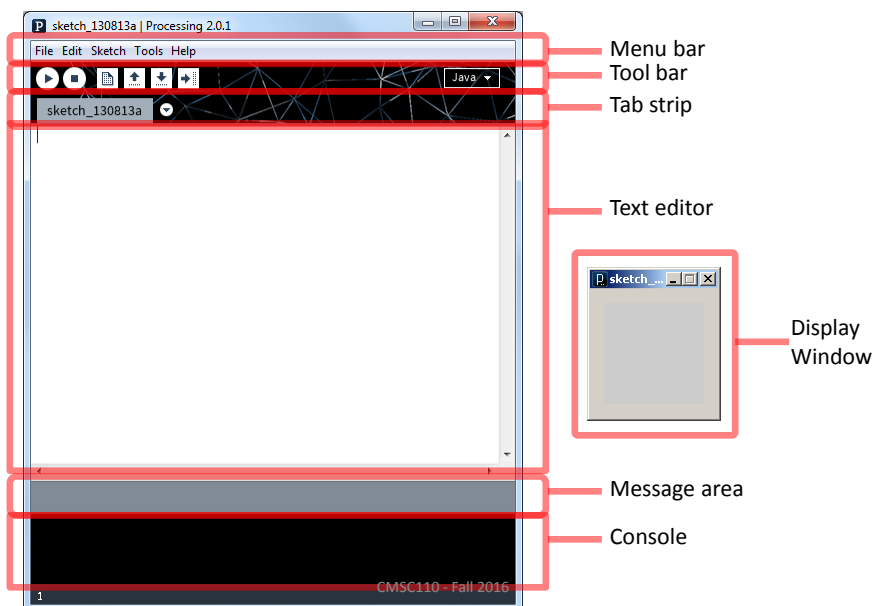 sketch_130813a | Processing 2.0.1
File Edit Sketch Tools Help
Menu bar
Java
Tool bar
sketch_130813a
Tab strip
Text editor
sketch_...
Display
Window
Message area
Console
CMSC110 - Fall 2016
1